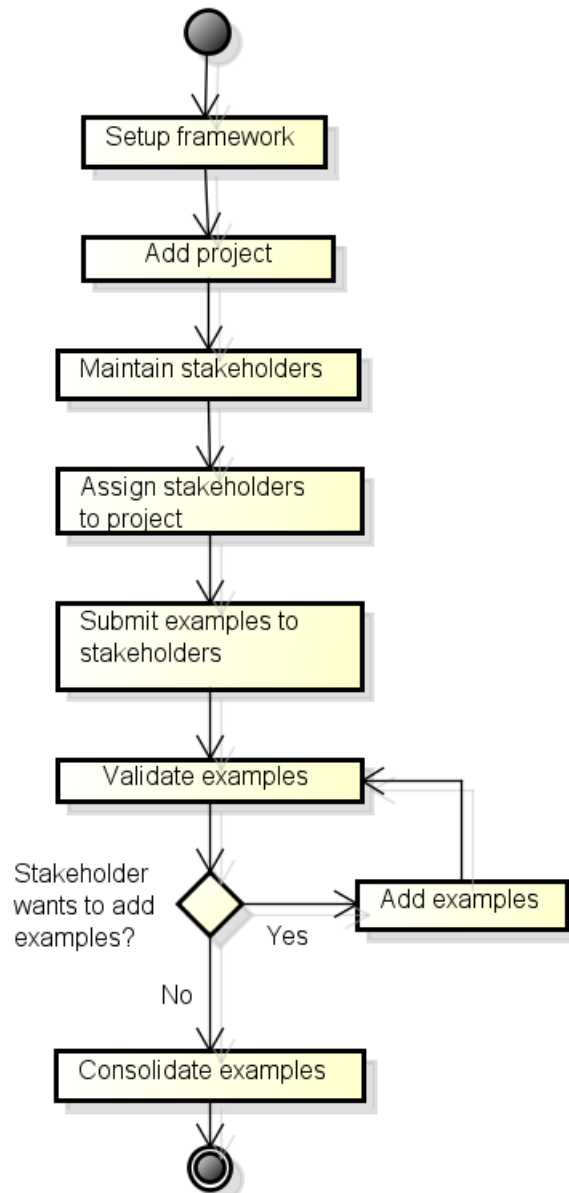 Setup framework
Add project
Maintain stakeholders
Assign stakeholders
to project
Submit examples to
stakeholders
Validate examples
Stakeholder
wants to add
examples?
Yes
Add examples
No
Consolidate examples